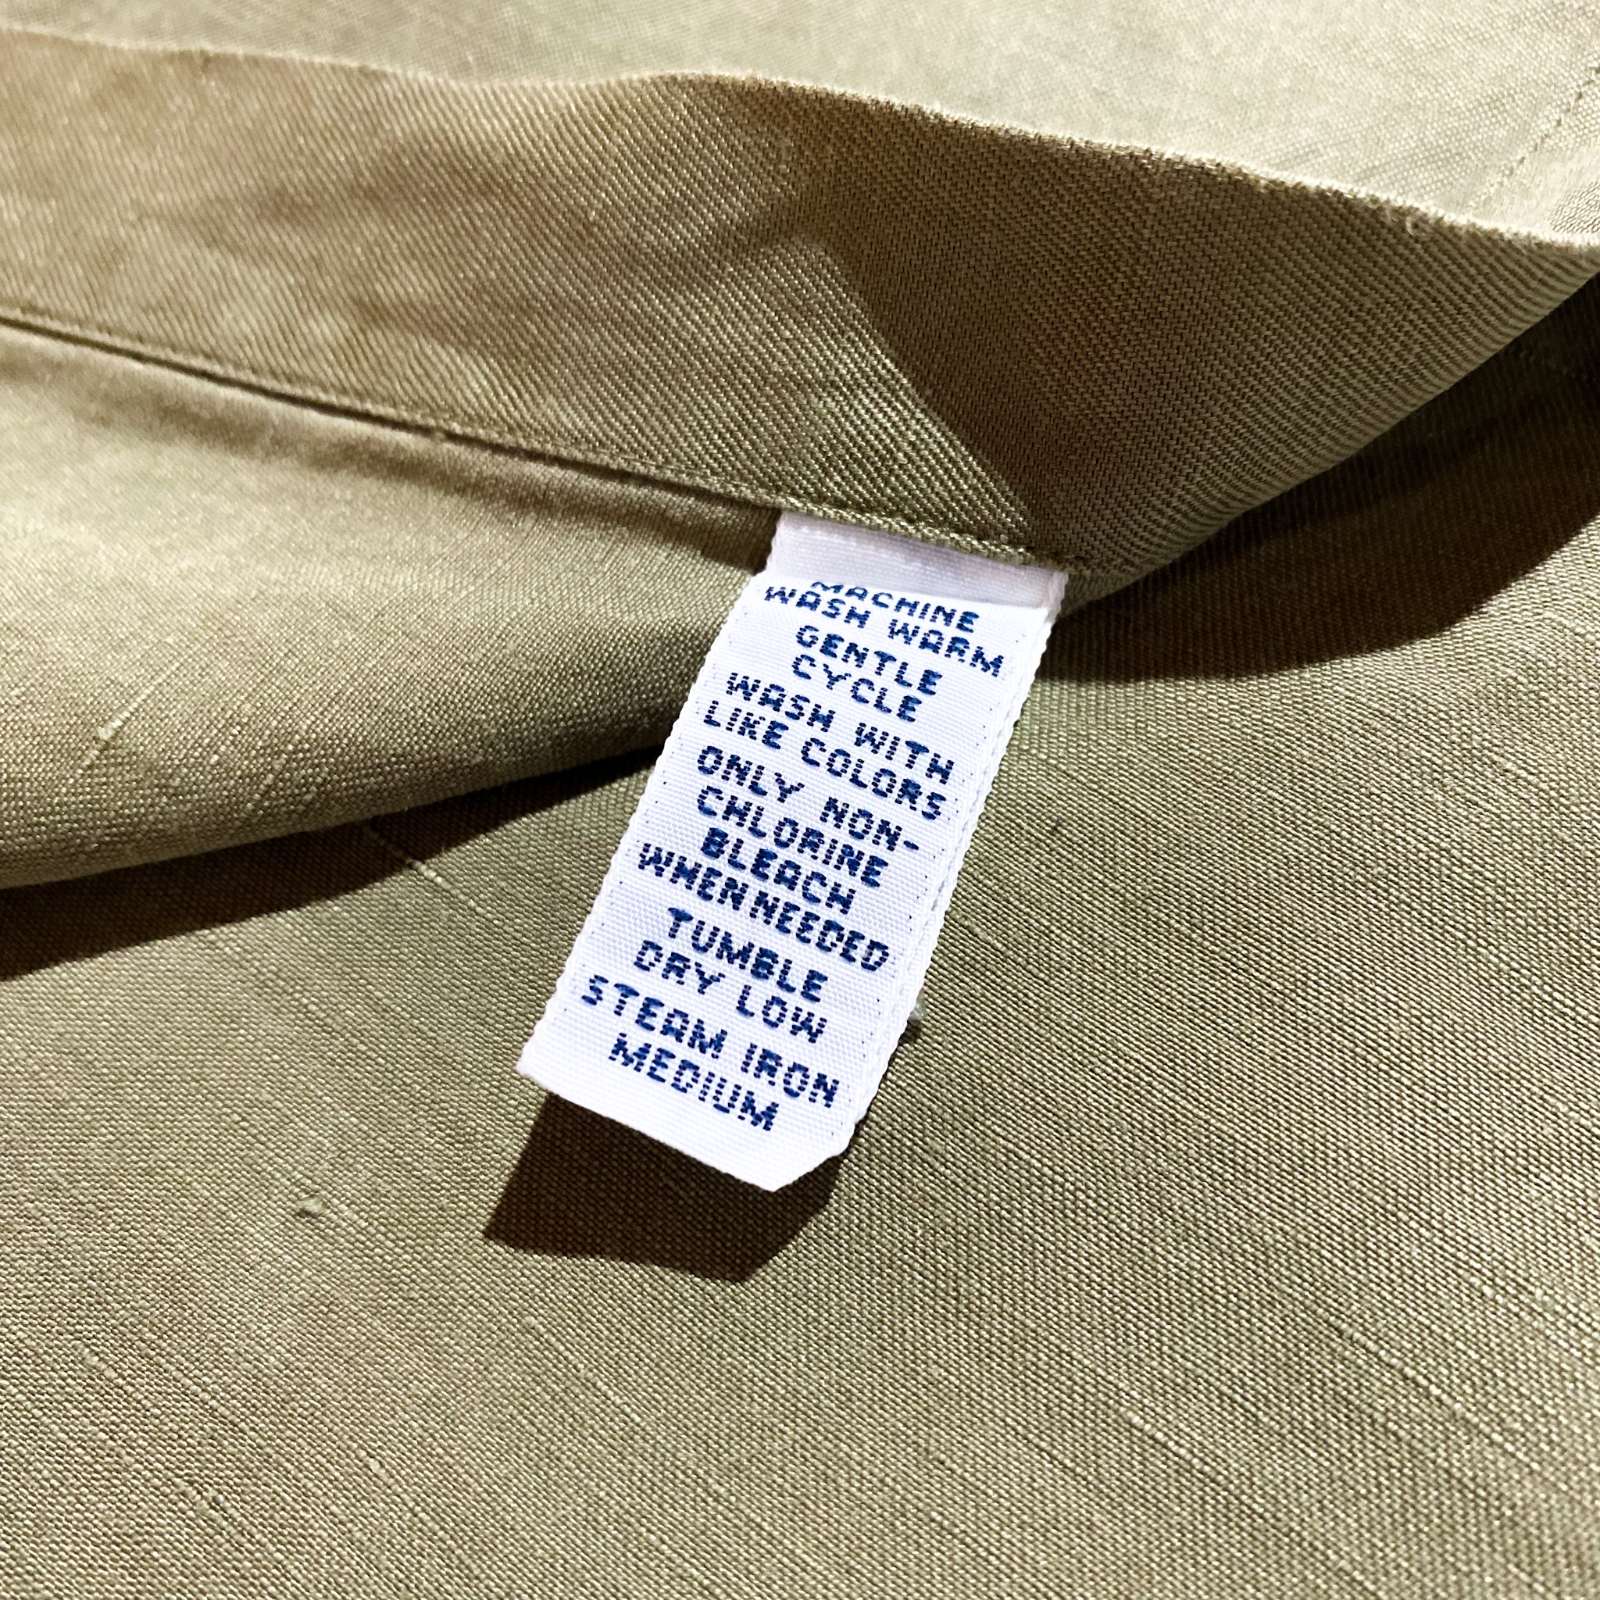 MACHINE
WASH WARM
GENTLE
CYCLE
WASH WITH
LIKE COLORS
ONLY NON-
CHLORINE
BLEACH
WHEN NEEDED
TUMBLE
DRY LOW
STEAM IRON
MEDIUM